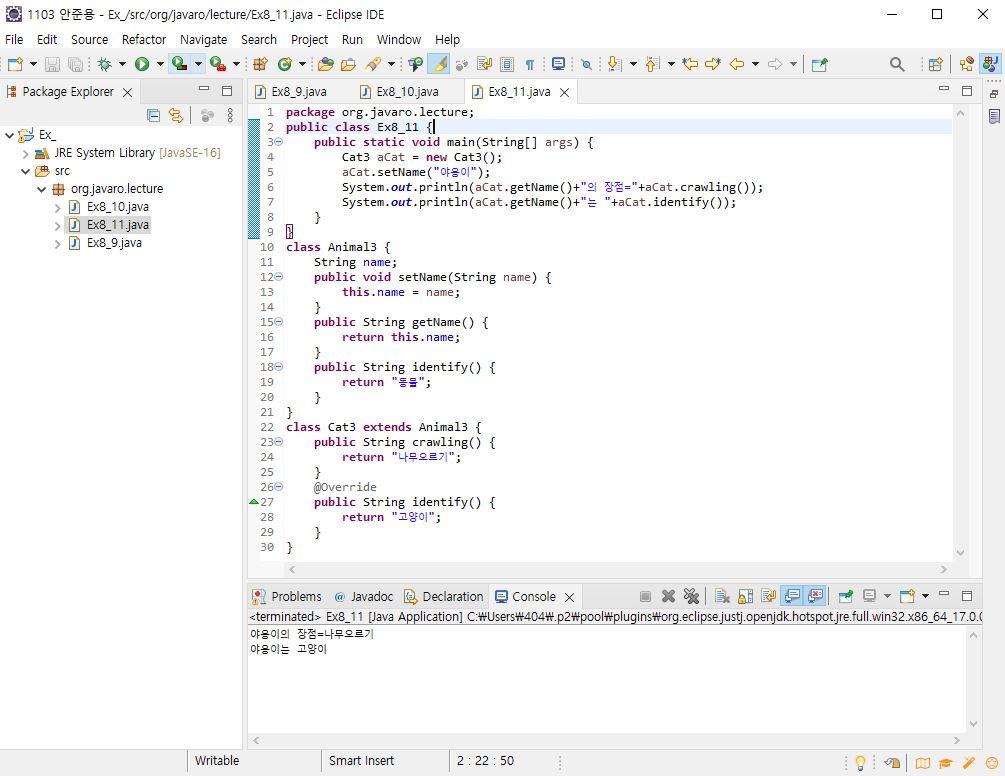 1103 안준용 - Ex_/src/org/javaro/lecture/Ex8_11.java - Eclipse IDE
File Edit Source Refactor Navigate Search Project Run Window Help
Package Explorer
Ex_
JRE System Library [JavaSE-16]
src
org.javaro.lecture
Ex8_10.java
Ex8_11.java
Ex8_9.java
Ex8_9.java Ex8_10.java Ex8_11.java
1 package org.javaro.lecture;
2 public class Ex8_11 {
3 public static void main(String[] args) {
4 Cat3 aCat = new Cat3();
5 aCat.setName("야옹이");
6 System.out.println(aCat.getName()+"의 장점="+aCat.crawling());
7 System.out.println(aCat.getName()+"는 "+aCat.identify());
8 }
9 }
10 class Animal3 {
11 String name;
12 public void setName(String name) {
13 this.name = name;
14 }
15 public String getName() {
16 return this.name;
17 }
18 public String identify() {
19 return "동물";
20 }
21 }
22 class Cat3 extends Animal3 {
23 public String crawling() {
24 return "나무오르기";
25 }
26 @Override
27 public String identify() {
28 return "고양이";
29 }
30 }
Problems Javadoc Declaration Console
<terminated> Ex8_11 [Java Application] C:₩Users₩404₩.p2₩pool₩plugins₩org.eclipse.justj.openjdk.hotspot.jre.full.win32.x86_64_17.0.0
야옹이의 장점=나무오르기
야옹이는 고양이
Writable Smart Insert 2 : 22 : 50